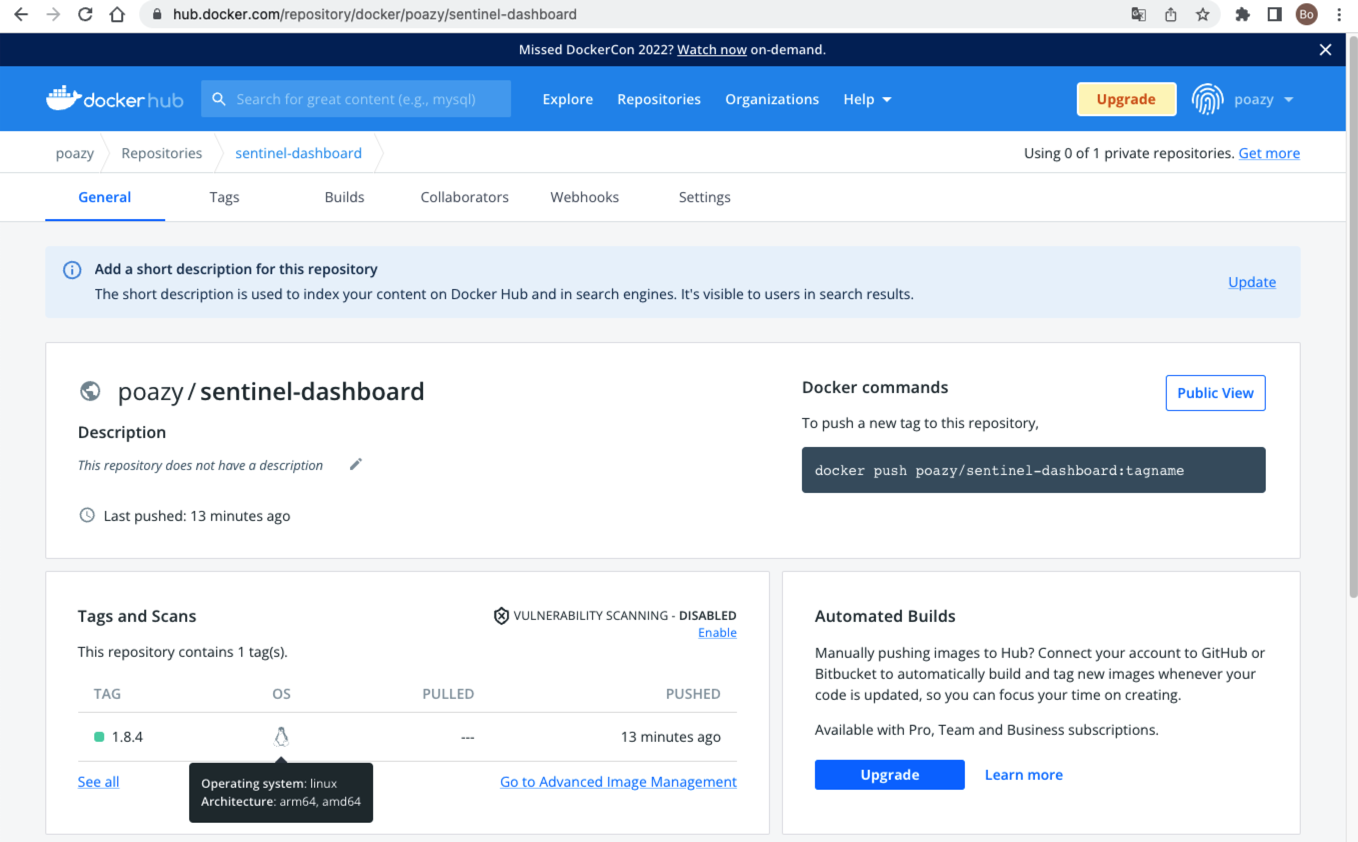 hub.docker.com/repository/docker/poazy/sentinel-dashboard
Bo
Missed DockerCon 2022? Watch now on-demand.
dockerhub
Search for great content (e.g., mysql)
Explore
Repositories
Organizations
Help
Upgrade
poazy
poazy
Repositories
sentinel-dashboard
Using 0 of 1 private repositories. Get more
General
Tags
Builds
Collaborators
Webhooks
Settings
Add a short description for this repository
The short description is used to index your content on Docker Hub and in search engines. It's visible to users in search results.
Update
poazy / sentinel-dashboard
Description
This repository does not have a description
Last pushed: 13 minutes ago
Docker commands
Public View
To push a new tag to this repository,
docker push poazy/sentinel-dashboard:tagname
Tags and Scans
VULNERABILITY SCANNING - DISABLED
Enable
This repository contains 1 tag(s).
TAG
OS
PULLED
PUSHED
1.8.4
---
13 minutes ago
See all
Go to Advanced Image Management
Operating system: linux
Architecture: arm64, amd64
Automated Builds
Manually pushing images to Hub? Connect your account to GitHub or
Bitbucket to automatically build and tag new images whenever your
code is updated, so you can focus your time on creating.
Available with Pro, Team and Business subscriptions.
Upgrade
Learn more